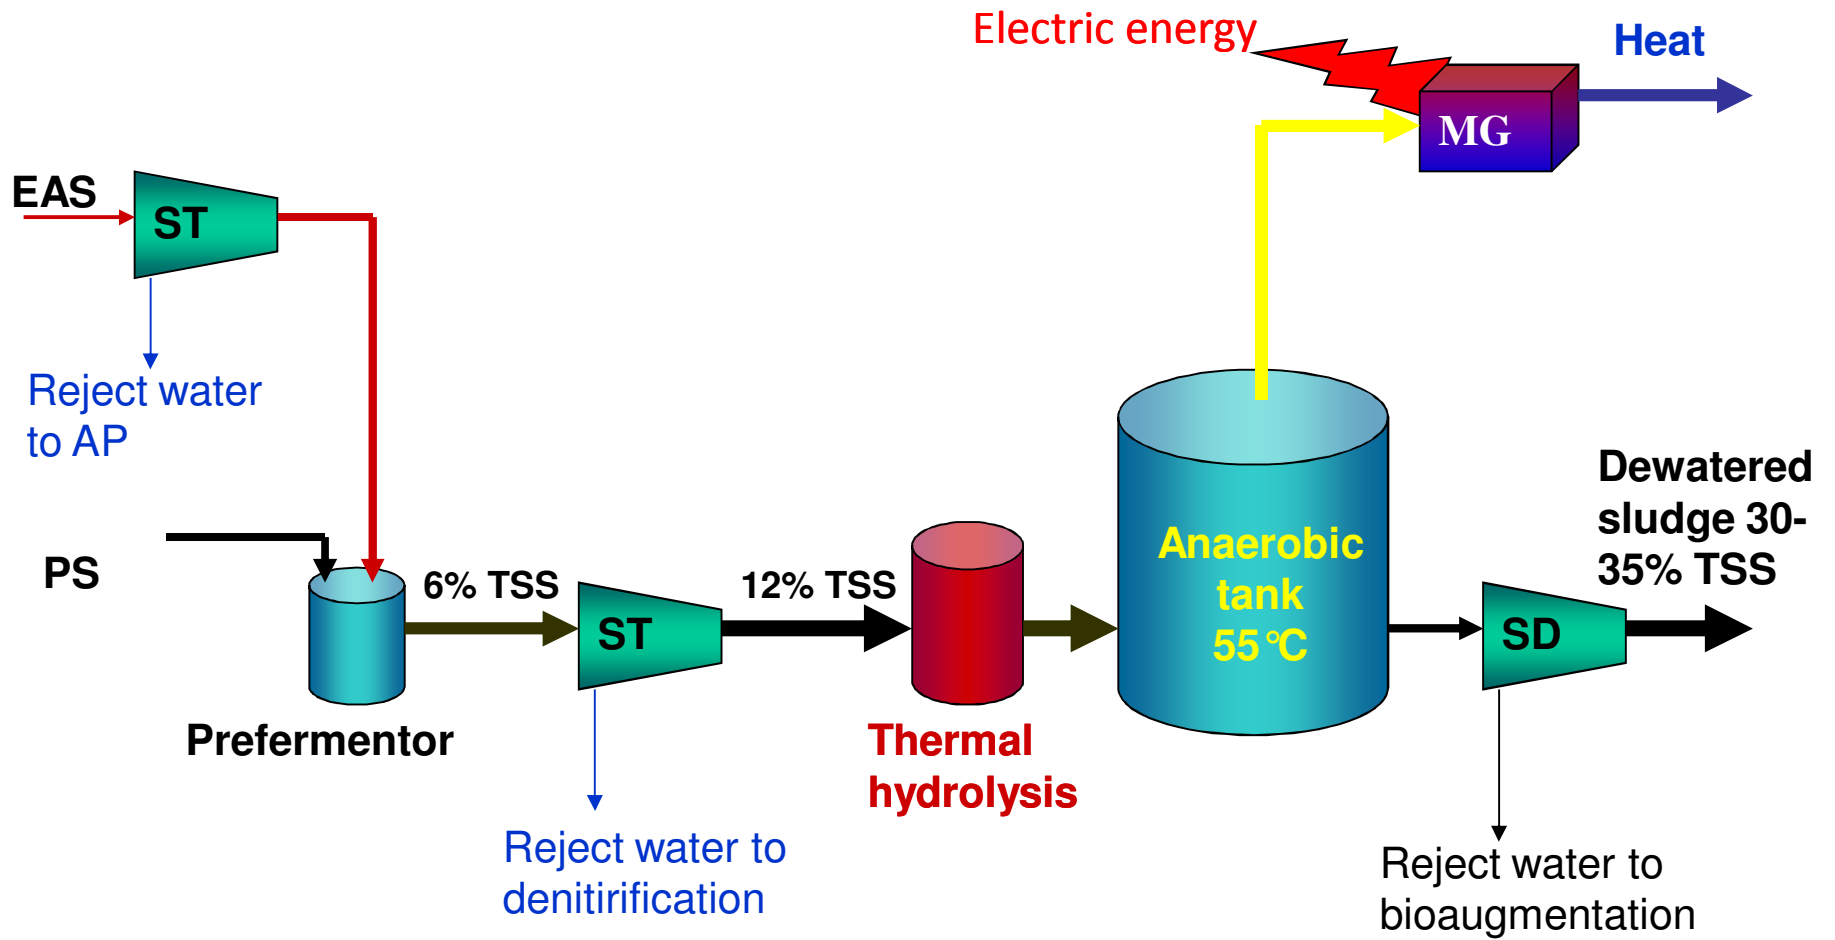 Electric energy
Heat
MG
EAS
ST
Reject water
to AP
Dewatered
sludge 30-
35% TSS
Anaerobic
tank
55°C
PS
6% TSS
12% TSS
ST
SD
Prefermentor
Thermal
hydrolysis
Reject water to
denitirification
Reject water to
bioaugmentation